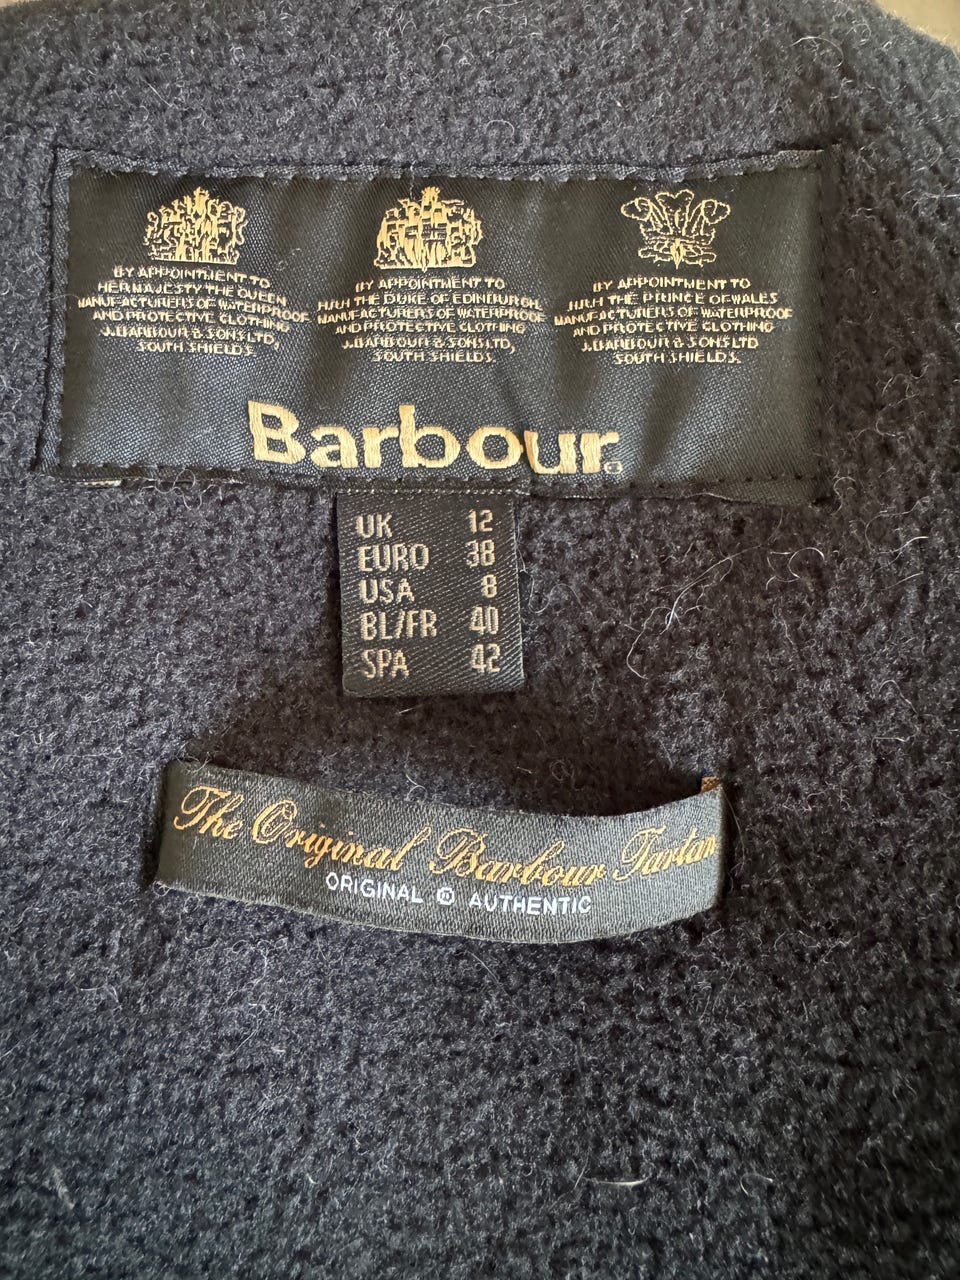 BY APPOINTMENT TO
HER MAJESTY THE QUEEN
MANUFACTURERS OF WATERPROOF
AND PROTECTIVE CLOTHING
J.BARBOUR & SONS LTD,
SOUTH SHIELDS.
BY APPOINTMENT TO
H.R.H THE DUKE OF EDINBURGH,
MANUFACTURERS OF WATERPROOF
AND PROTECTIVE CLOTHING
J.BARBOUR & SONS LTD,
SOUTH SHIELDS.
BY APPOINTMENT TO
H.R.H THE PRINCE OF WALES
MANUFACTURERS OF WATERPROOF
AND PROTECTIVE CLOTHING
J.BARBOUR & SONS LTD
SOUTH SHIELDS.
Barbour®
UK 12
EURO 38
USA 8
BL/FR 40
SPA 42
The Original Barbour Tartan
ORIGINAL ® AUTHENTIC